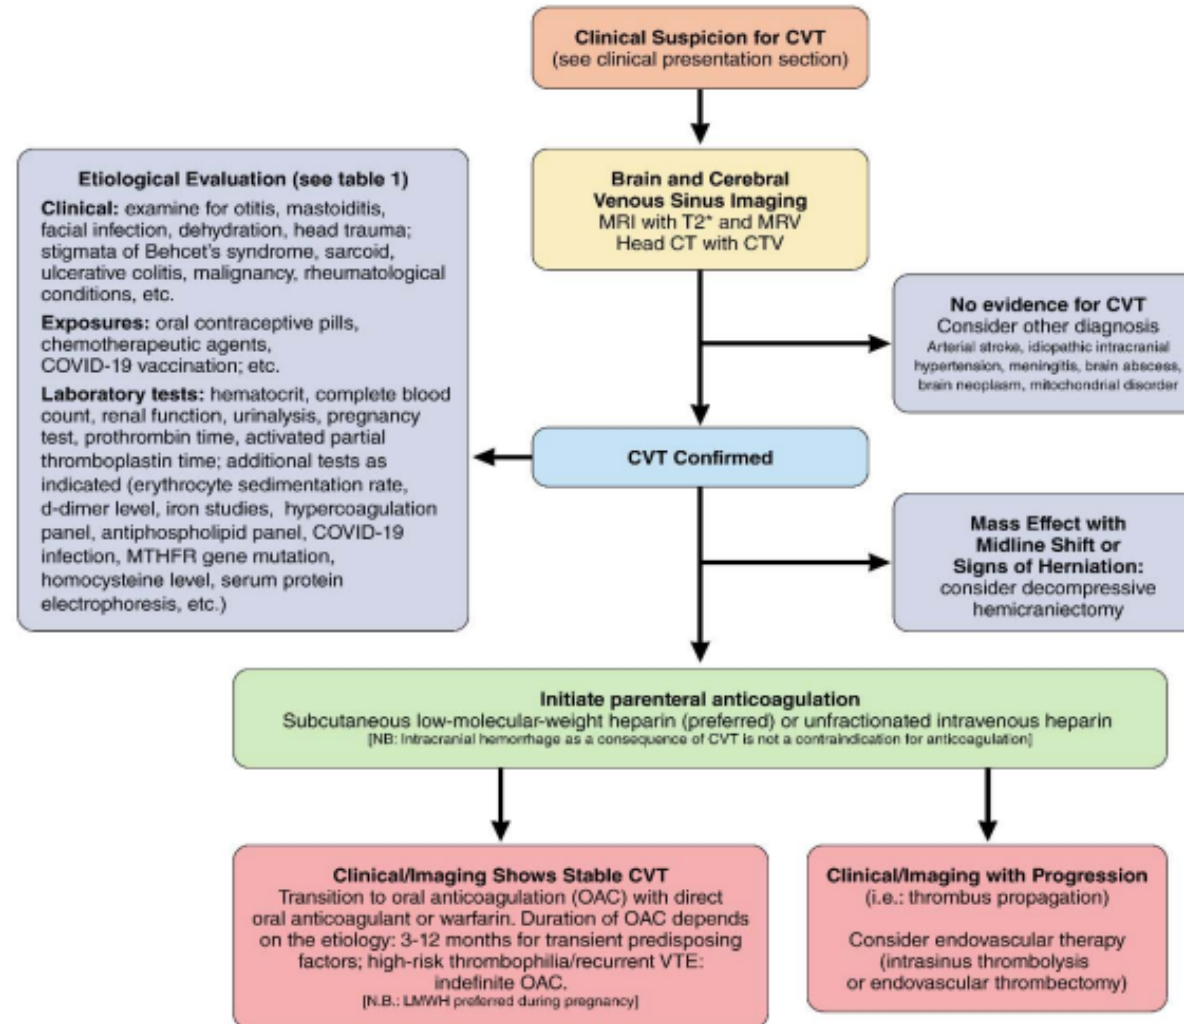 Clinical Suspicion for CVT
(see clinical presentation section)
Brain and Cerebral
Venous Sinus Imaging
MRI with T2* and MRV
Head CT with CTV
Etiological Evaluation (see table 1)
Clinical: examine for otitis, mastoiditis,
facial infection, dehydration, head trauma;
stigmata of Behcet's syndrome, sarcoid,
ulcerative colitis, malignancy, rheumatological
conditions, etc.
Exposures: oral contraceptive pills,
chemotherapeutic agents,
COVID-19 vaccination; etc.
Laboratory tests: hematocrit, complete blood
count, renal function, urinalysis, pregnancy
test, prothrombin time, activated partial
thromboplastin time; additional tests as
indicated (erythrocyte sedimentation rate,
d-dimer level, iron studies, hypercoagulation
panel, antiphospholipid panel, COVID-19
infection, MTHFR gene mutation,
homocysteine level, serum protein
electrophoresis, etc.)
No evidence for CVT
Consider other diagnosis
Arterial stroke, idiopathic intracranial
hypertension, meningitis, brain abscess,
brain neoplasm, mitochondrial disorder
CVT Confirmed
Mass Effect with
Midline Shift or
Signs of Herniation:
consider decompressive
hemicraniectomy
Initiate parenteral anticoagulation
Subcutaneous low-molecular-weight heparin (preferred) or unfractionated intravenous heparin
[NB: Intracranial hemorrhage as a consequence of CVT is not a contraindication for anticoagulation]
Clinical/Imaging Shows Stable CVT
Transition to oral anticoagulation (OAC) with direct
oral anticoagulant or warfarin. Duration of OAC depends
on the etiology: 3-12 months for transient predisposing
factors; high-risk thrombophilia/recurrent VTE:
indefinite OAC.
[N.B.: LMWH preferred during pregnancy]
Clinical/Imaging with Progression
(i.e.: thrombus propagation)
Consider endovascular therapy
(intrasinus thrombolysis
or endovascular thrombectomy)